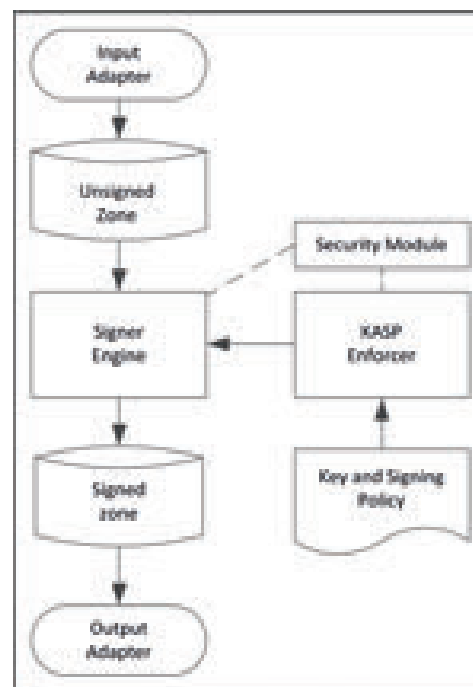 Input
Adapter
Unsigned
Zone
Security Module
Signer
Engine
KASP
Enforcer
Signed
zone
Key and Signing
Policy
Output
Adapter